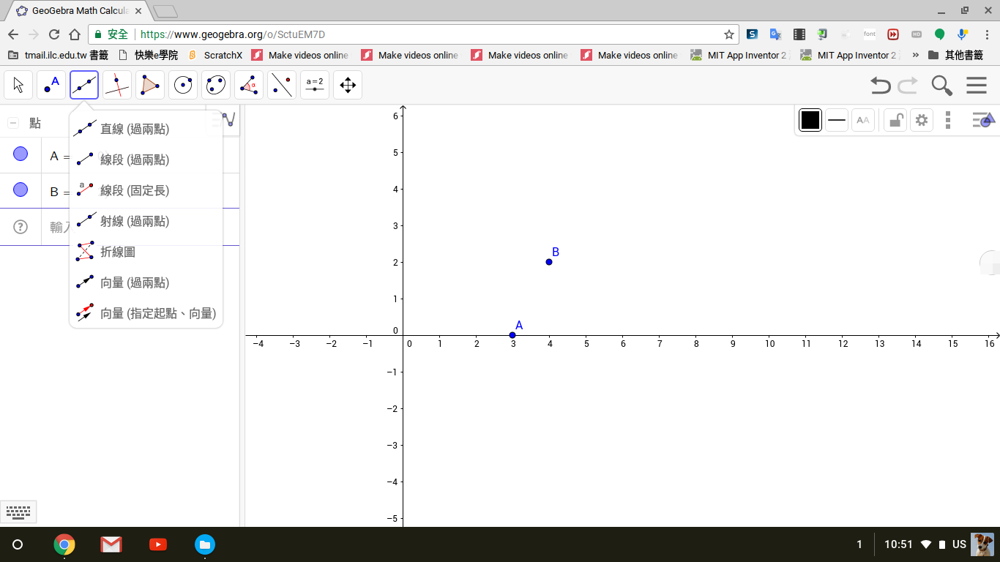 GeoGebra Math Calcula
安全 https://www.geogebra.org/o/SctuEM7D
tmail.ilc.edu.tw 書籤 快樂e學院 ScratchX Make videos online Make videos online Make videos online Make videos online MIT App Inventor 2 MIT App Inventor 2 » 其他書籤
A α a=2
點
直線 (過兩點)
A =
線段 (過兩點)
B =
a 線段 (固定長)
輸入
射線 (過兩點)
折線圖
向量 (過兩點)
向量 (指定起點、向量)
AA
6
5
4
3
2
1
0
B
A
−4 −3 −2 −1 0 1 2 3 4 5 6 7 8 9 10 11 12 13 14 15 16
−1
−2
−3
−4
−5
1 10:51 US